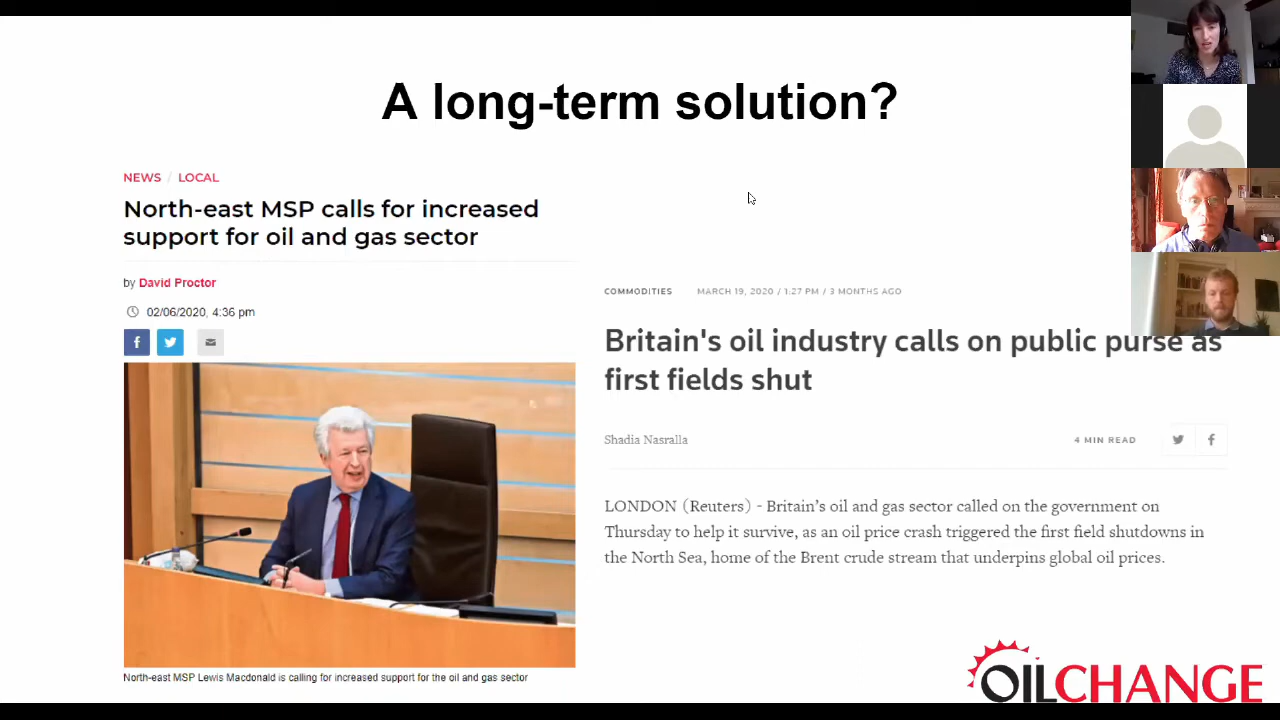 A long-term solution?
NEWS / LOCAL
North-east MSP calls for increased
support for oil and gas sector
by David Proctor
02/06/2020, 4:36 pm
North-east MSP Lewis Macdonald is calling for increased support for the oil and gas sector
COMMODITIES MARCH 19, 2020 / 1:27 PM / 3 MONTHS AGO
Britain's oil industry calls on public purse as
first fields shut
Shadia Nasralla
4 MIN READ
LONDON (Reuters) - Britain's oil and gas sector called on the government on
Thursday to help it survive, as an oil price crash triggered the first field shutdowns in
the North Sea, home of the Brent crude stream that underpins global oil prices.
OILCHANGE